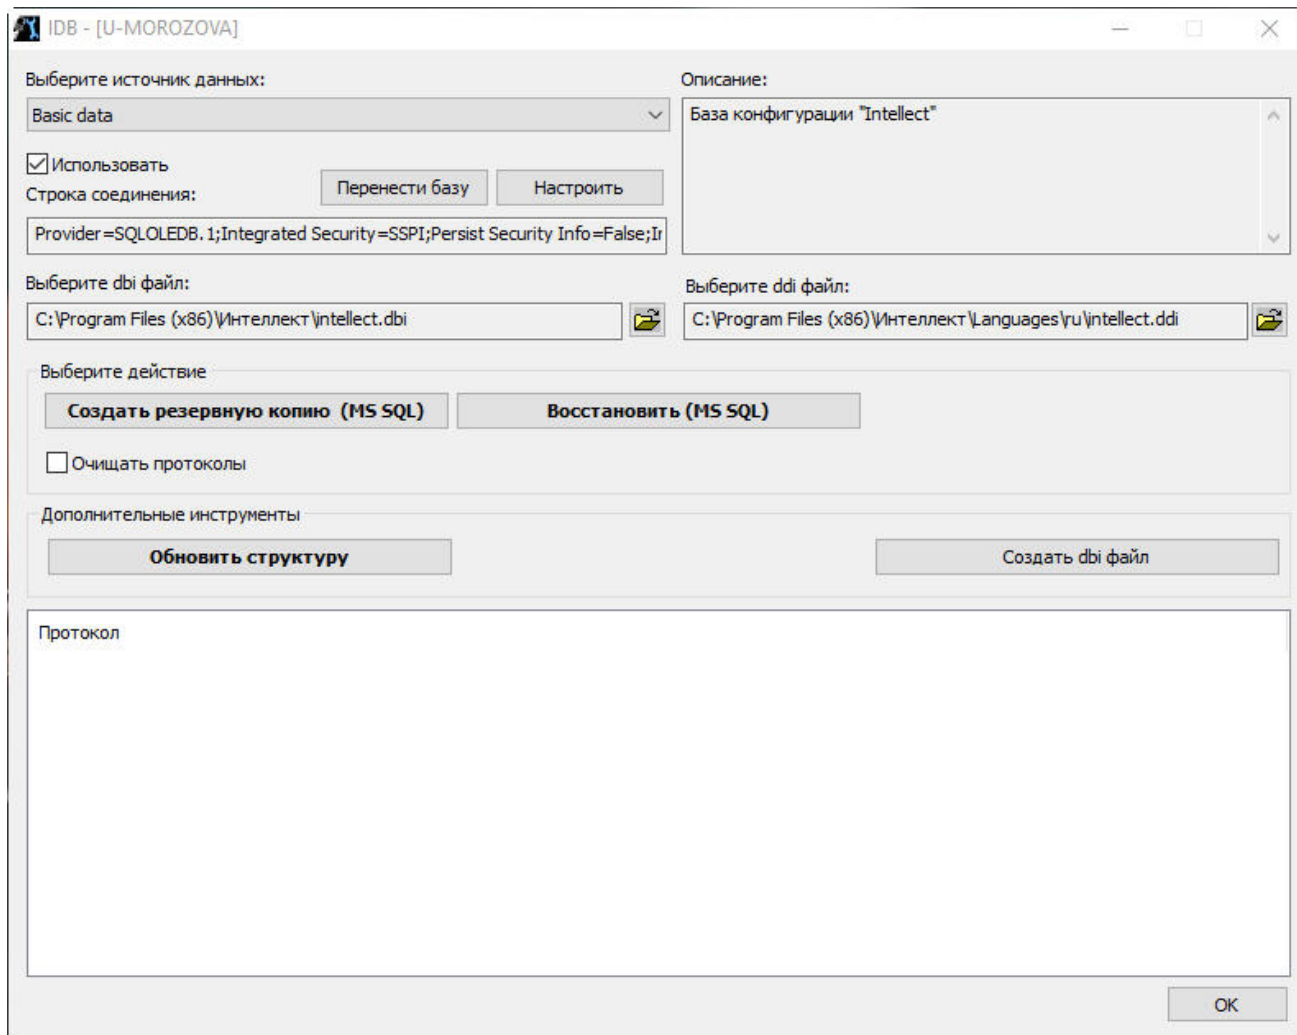 IDB - [U-MOROZOVA]
Выберите источник данных:
Basic data
Описание:
База конфигурации "Intellect"
Использовать
Строка соединения:
Перенести базу
Настроить
Provider=SQLOLEDB.1;Integrated Security=SSPI;Persist Security Info=False;
Выберите dbi файл:
C:\Program Files (x86)\Интеллект\intellect.dbi
Выберите ddi файл:
C:\Program Files (x86)\Интеллект\Languages\ru\intellect.ddi
Выберите действие
Создать резервную копию (MS SQL)
Восстановить (MS SQL)
Очищать протоколы
Дополнительные инструменты
Обновить структуру
Создать dbi файл
Протокол
OK